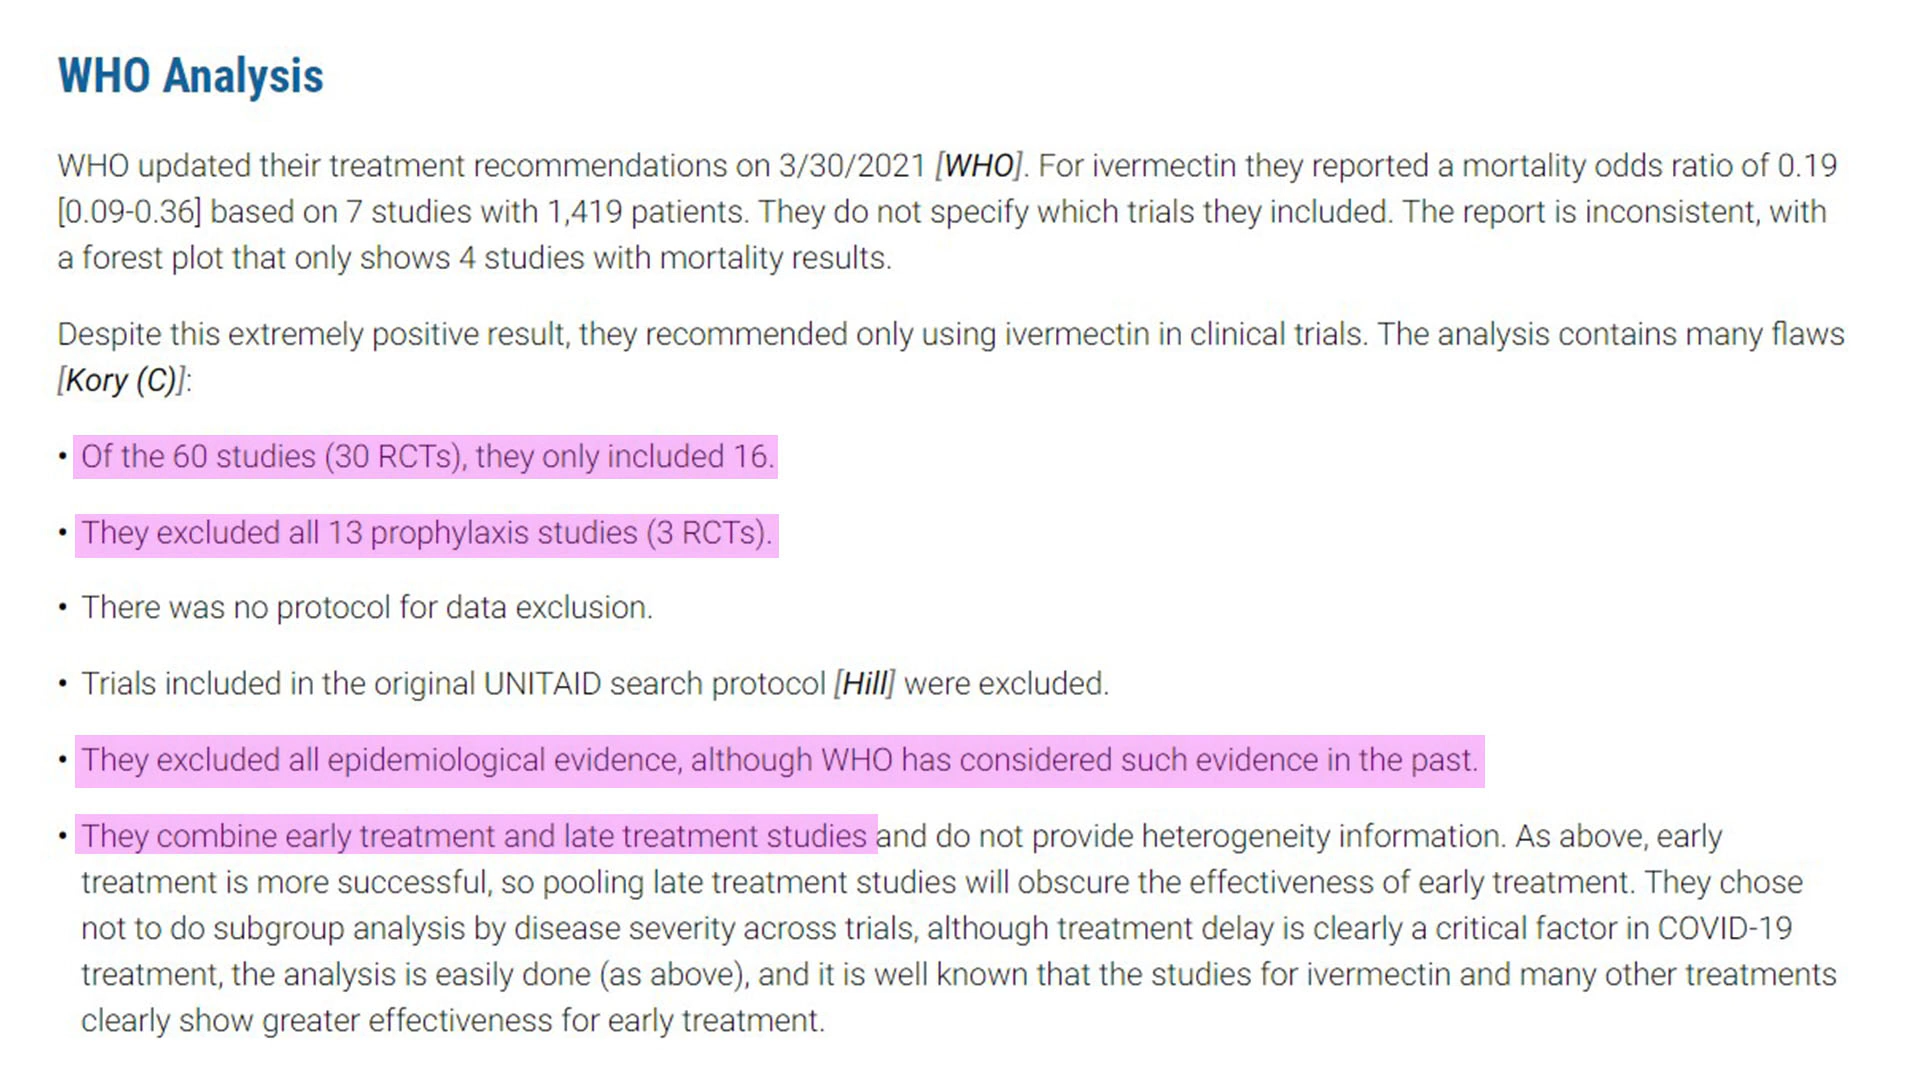 WHO Analysis
WHO updated their treatment recommendations on 3/30/2021 [WHO]. For ivermectin they reported a mortality odds ratio of 0.19
[0.09-0.36] based on 7 studies with 1,419 patients. They do not specify which trials they included. The report is inconsistent, with
a forest plot that only shows 4 studies with mortality results.
Despite this extremely positive result, they recommended only using ivermectin in clinical trials. The analysis contains many flaws
[Kory (C)]:
• Of the 60 studies (30 RCTs), they only included 16.
• They excluded all 13 prophylaxis studies (3 RCTs).
• There was no protocol for data exclusion.
• Trials included in the original UNITAID search protocol [Hill] were excluded.
• They excluded all epidemiological evidence, although WHO has considered such evidence in the past.
• They combine early treatment and late treatment studies and do not provide heterogeneity information. As above, early
treatment is more successful, so pooling late treatment studies will obscure the effectiveness of early treatment. They chose
not to do subgroup analysis by disease severity across trials, although treatment delay is clearly a critical factor in COVID-19
treatment, the analysis is easily done (as above), and it is well known that the studies for ivermectin and many other treatments
clearly show greater effectiveness for early treatment.